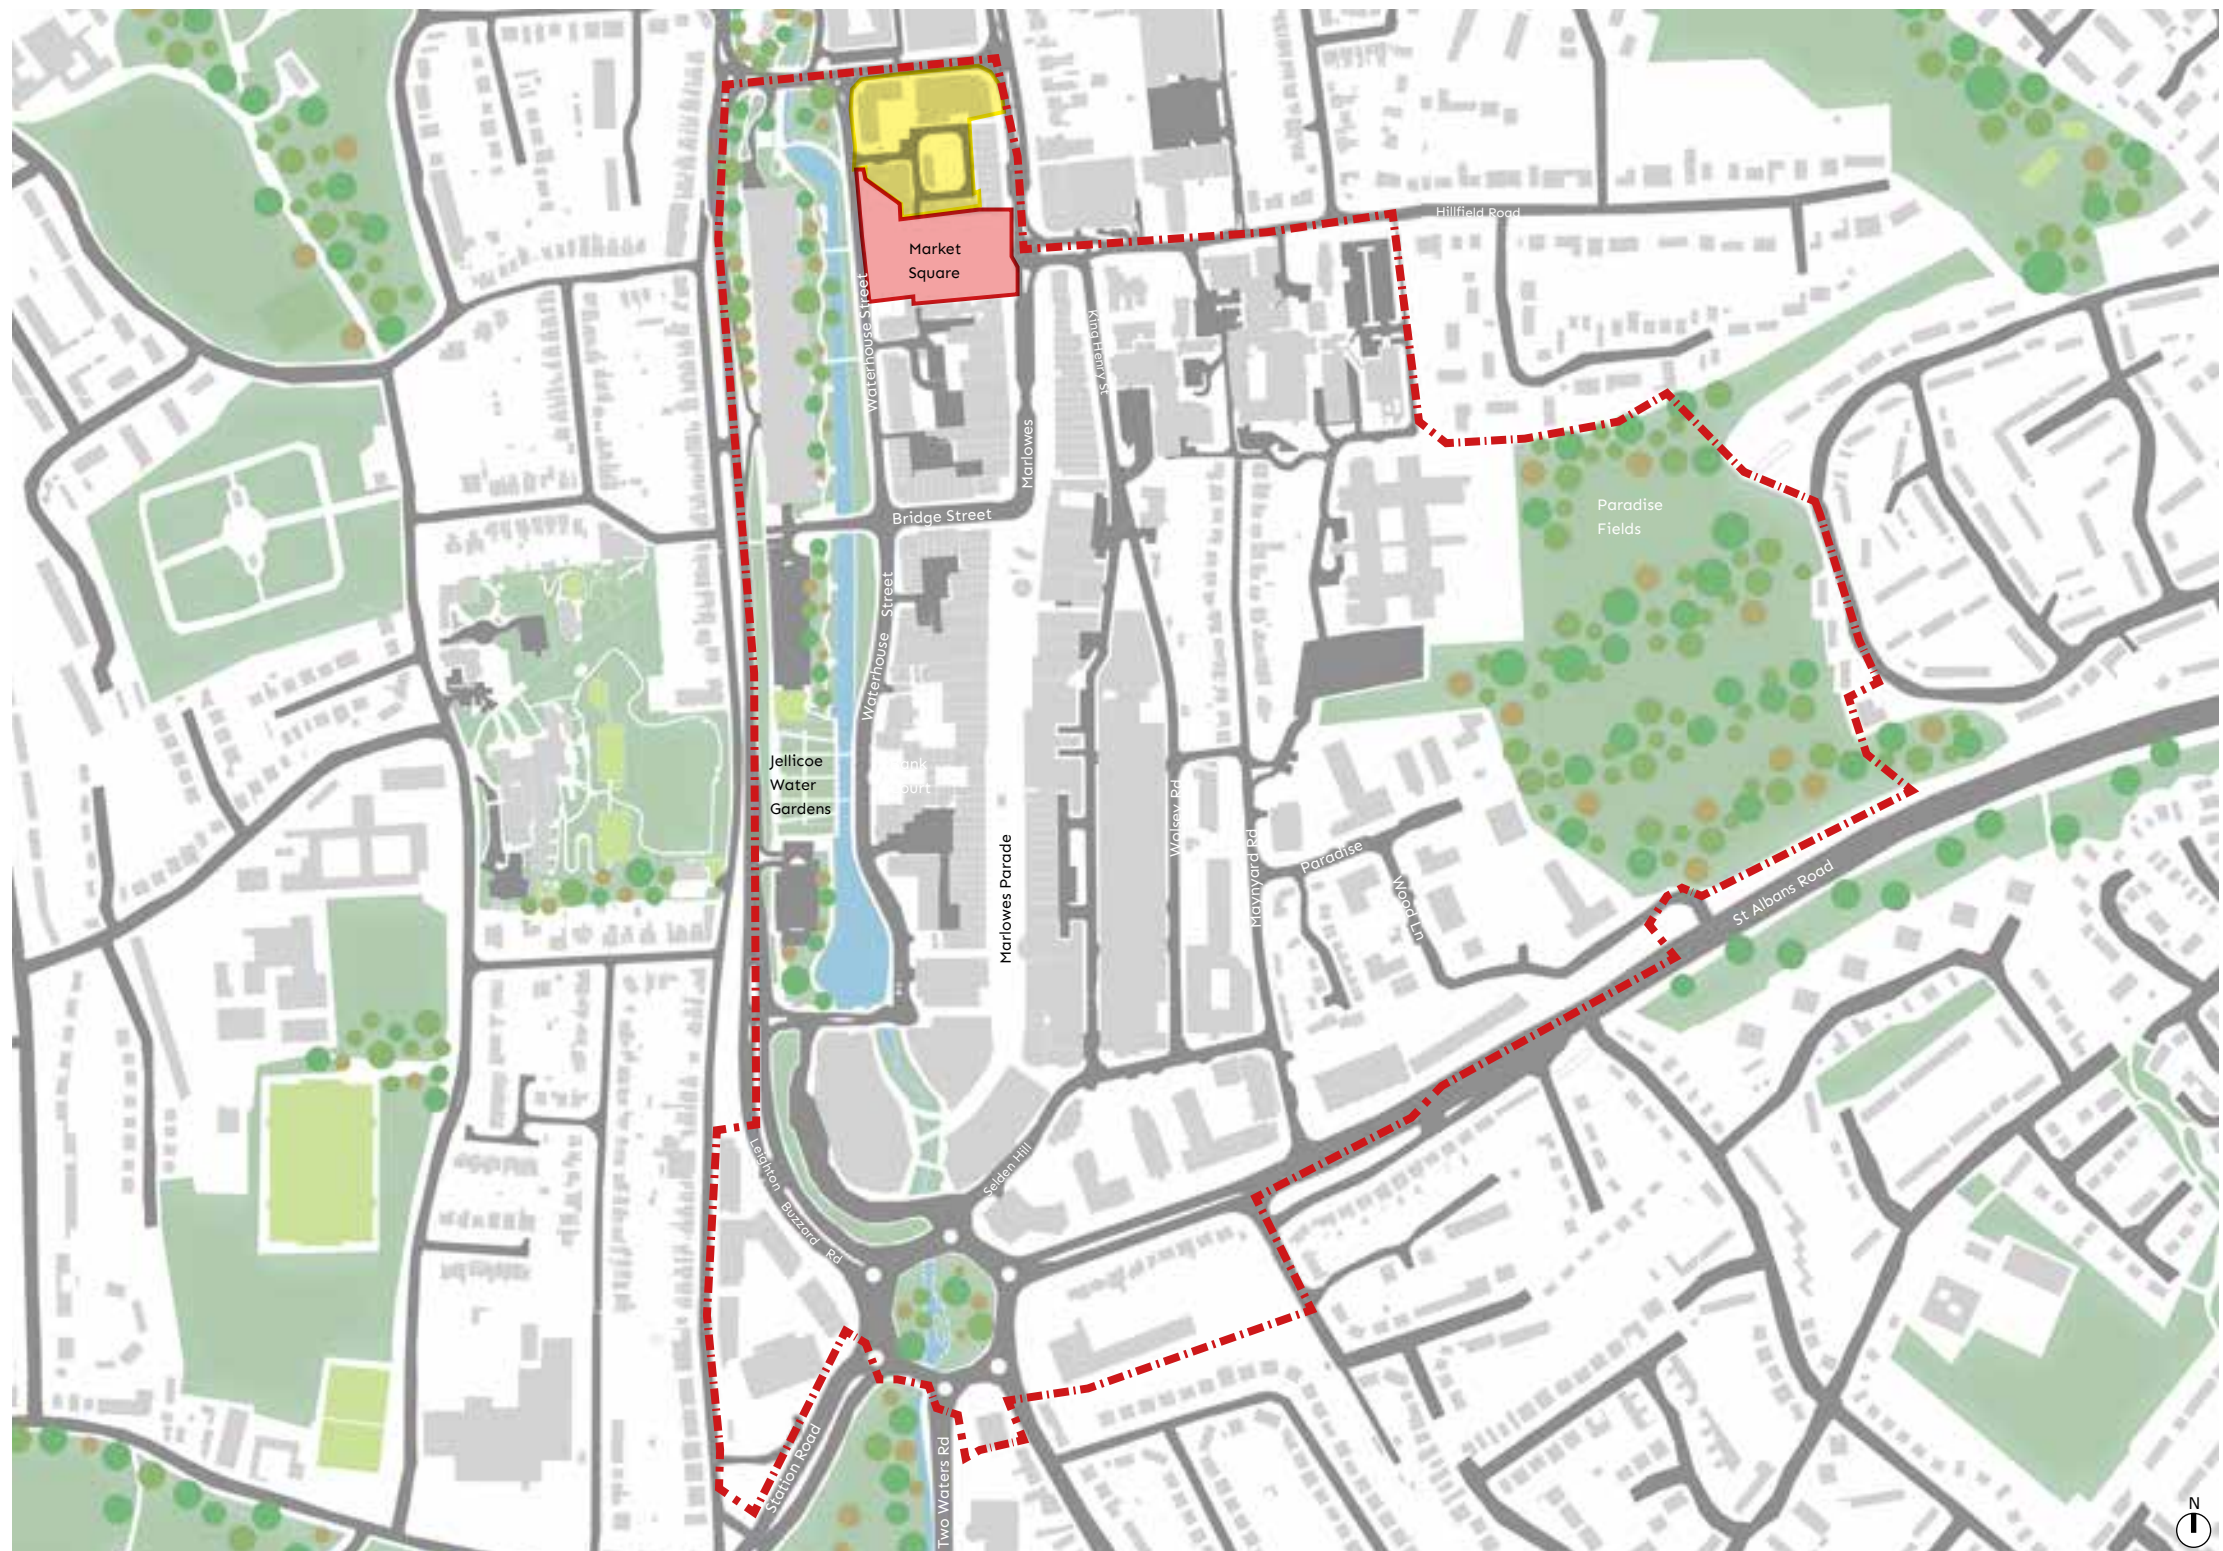 Hillfield Road
Market
Square
Waterhouse Street
King Henry St
Marlowes
Paradise
Fields
Bridge Street
Waterhouse Street
Jellicoe
Water
Gardens
Wolsey Rd
Maynyard Rd
Marlowes Parade
Paradise
Wood Ln
St Albans Road
Leighton Buzzard Rd
Selden Hill
Station Road
Two Waters Rd
N